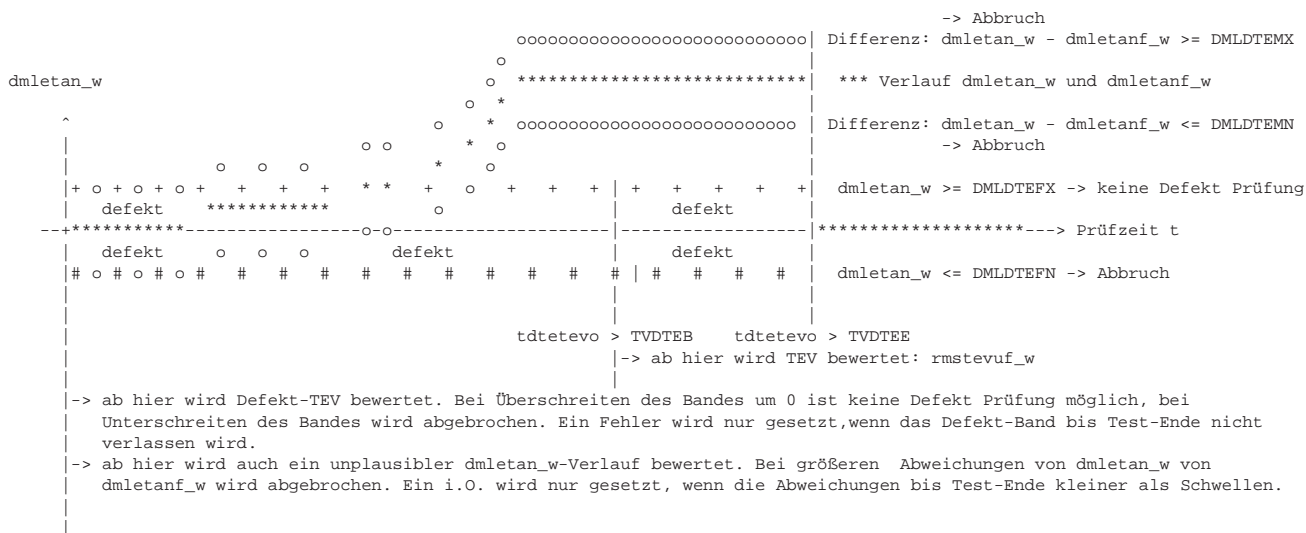 -> Abbruch
oooooooooooooooooooooooooooo| Differenz: dmletan_w - dmletanf_w >= DMLDTEMX
o |
dmletan_w o ****************************| *** Verlauf dmletan_w und dmletanf_w
o * |
^ o * ooooooooooooooooooooooooooo | Differenz: dmletan_w - dmletanf_w <= DMLDTEMN
| o o * o | -> Abbruch
| o o o * o |
|+ o + o + o + + + + * * + o + + + | + + + + +| dmletan_w >= DMLDTEFX -> keine Defekt Prüfung
| defekt ************ o | defekt |
--+***********-----------------o-o---------------------|------------------|********************---> Prüfzeit t
| defekt o o o defekt | defekt |
|# o # o # o # # # # # # # # # # # | # # # # | dmletan_w <= DMLDTEFN -> Abbruch
| | |
| | |
| tdtetevo > TVDTEB tdtetevo > TVDTEE
| |-> ab hier wird TEV bewertet: rmstevuf_w
| |
|-> ab hier wird Defekt-TEV bewertet. Bei Überschreiten des Bandes um 0 ist keine Defekt Prüfung möglich, bei
| Unterschreiten des Bandes wird abgebrochen. Ein Fehler wird nur gesetzt,wenn das Defekt-Band bis Test-Ende nicht
| verlassen wird.
|-> ab hier wird auch ein unplausibler dmletan_w-Verlauf bewertet. Bei größeren Abweichungen von dmletan_w von
| dmletanf_w wird abgebrochen. Ein i.O. wird nur gesetzt, wenn die Abweichungen bis Test-Ende kleiner als Schwellen.
|
|